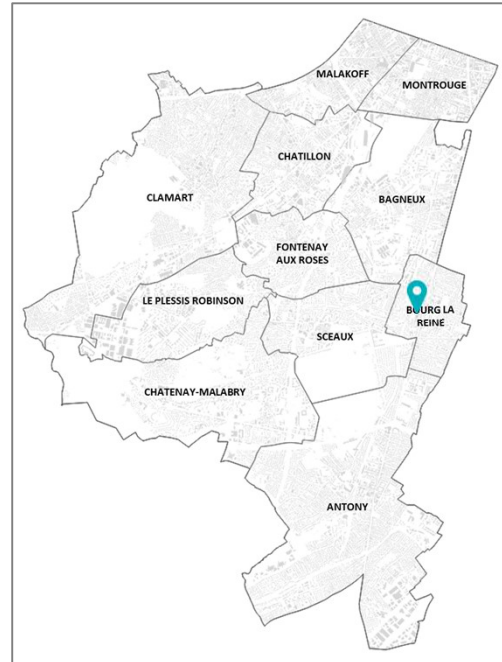 MALAKOFF
MONTROUGE
CHATILLON
CLAMART
BAGNEUX
FONTENAY
AUX ROSES
LE PLESSIS ROBINSON
BOURG LA
REINE
SCEAUX
CHATENAY-MALABRY
ANTONY